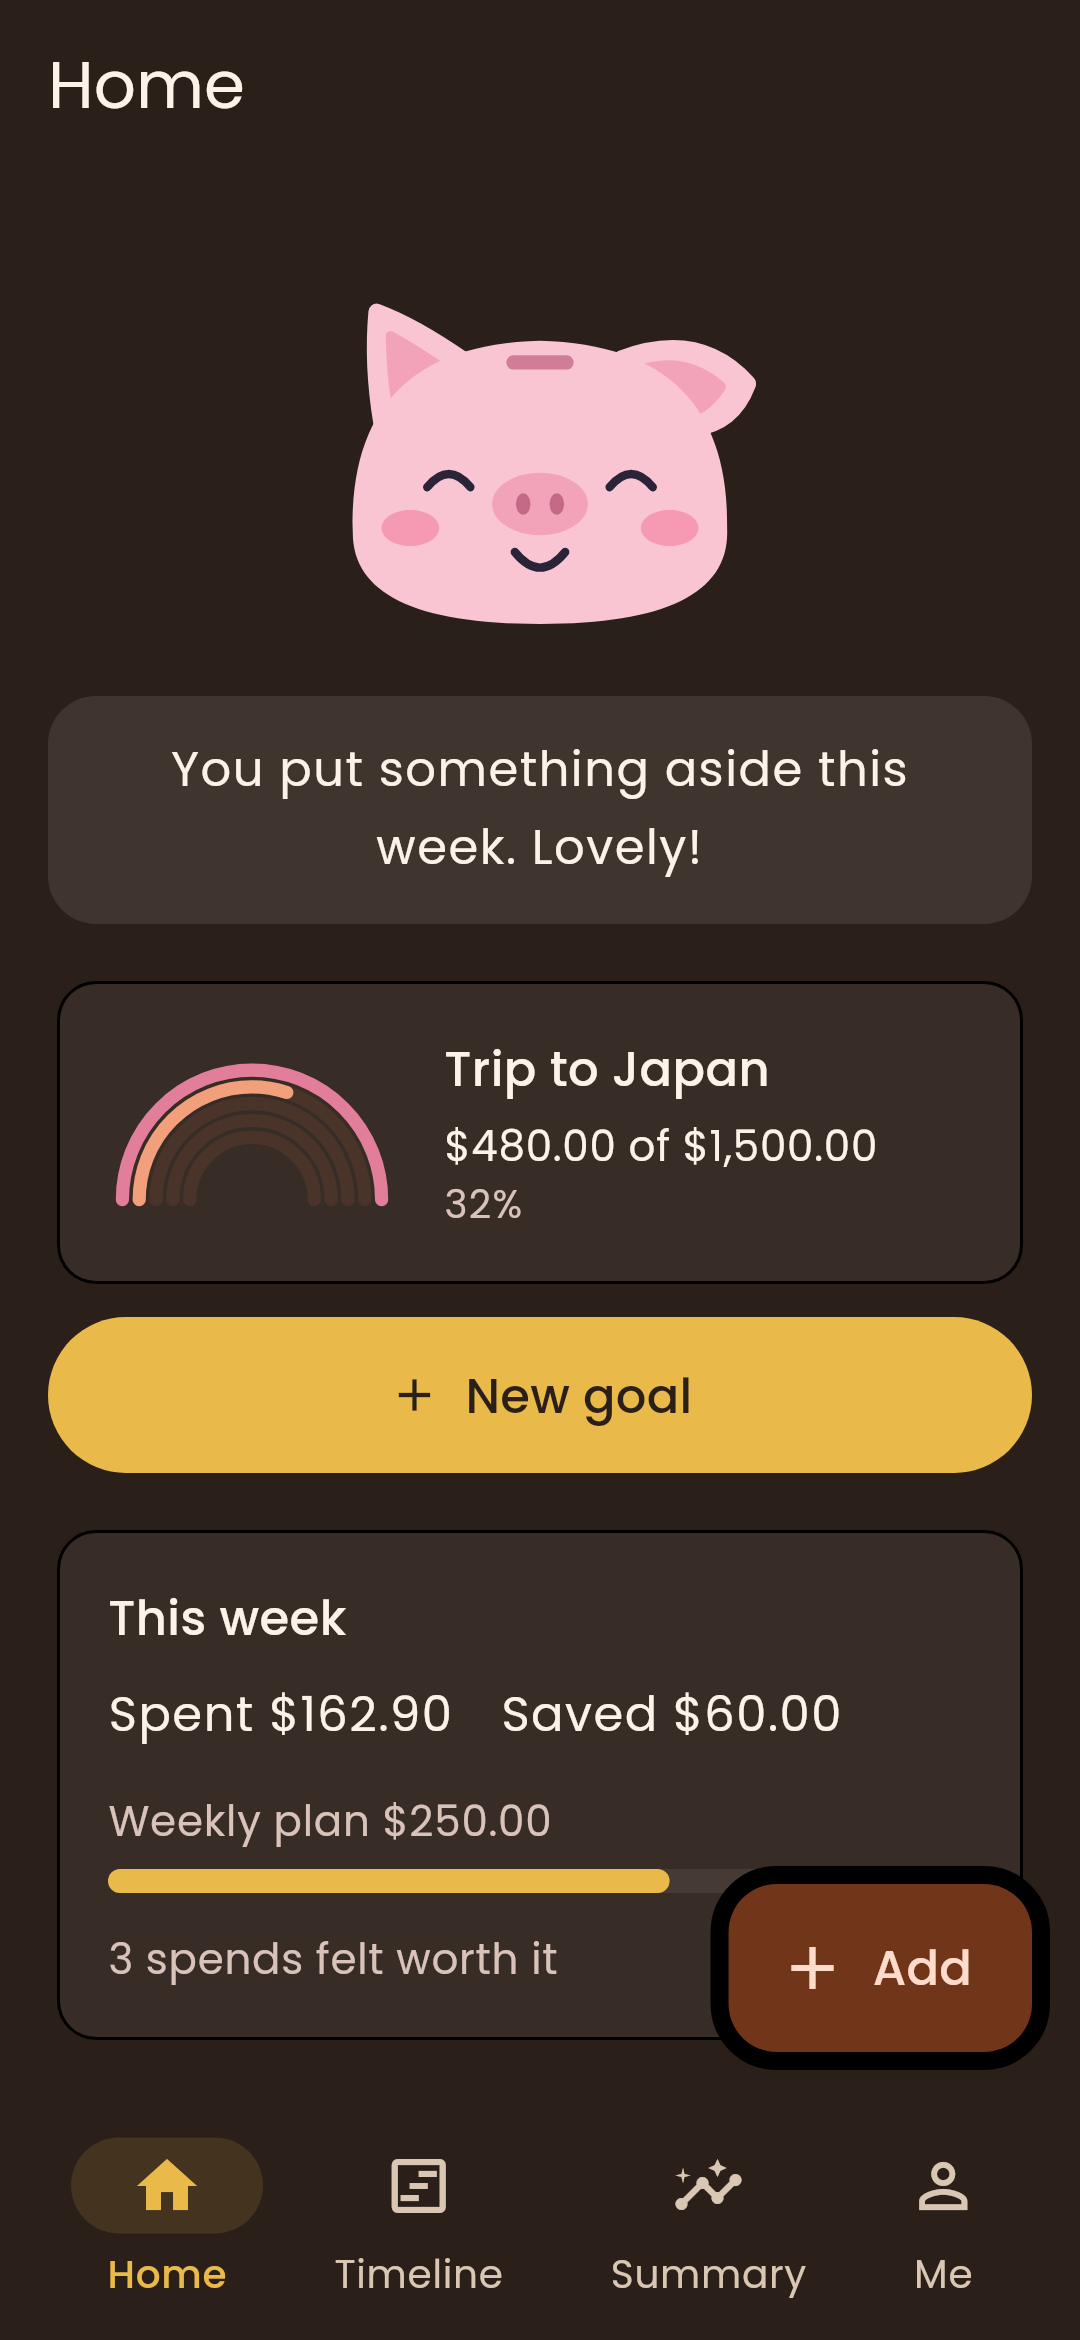 Home
You put something aside this
week. Lovely!
Trip to Japan
$480.00 of $1,500.00
32%
+ New goal
This week
Spent $162.90 Saved $60.00
Weekly plan $250.00
3 spends felt worth it
+ Add
Home Timeline Summary Me